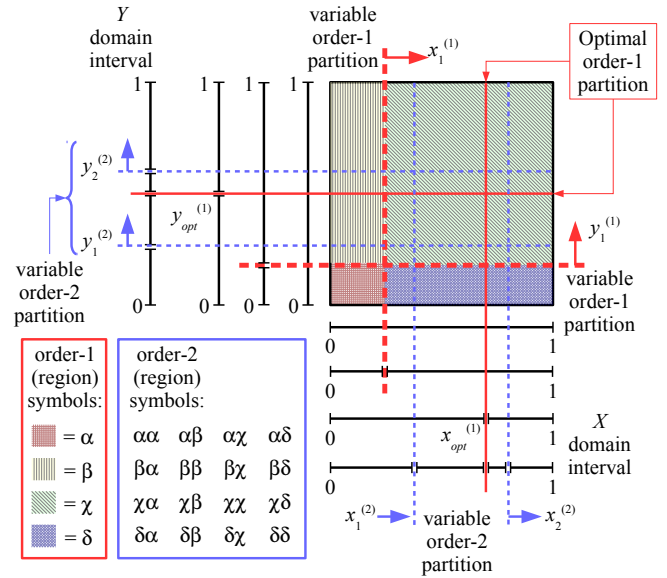 Y
domain
interval
variable
order-1
partition
x₁⁽¹⁾
Optimal
order-1
partition
1
1
1
1
y₂⁽²⁾
y_opt⁽¹⁾
y₁⁽²⁾
y₁⁽¹⁾
variable
order-2
partition
variable
order-1
partition
0
0
0
0
0
1
0
1
0
1
0
1
x_opt⁽¹⁾
X
domain
interval
x₁⁽²⁾
variable
order-2
partition
x₂⁽²⁾
order-1
(region)
symbols:
= α
= β
= χ
= δ
order-2
(region)
symbols:
αα αβ αχ αδ
βα ββ βχ βδ
χα χβ χχ χδ
δα δβ δχ δδ